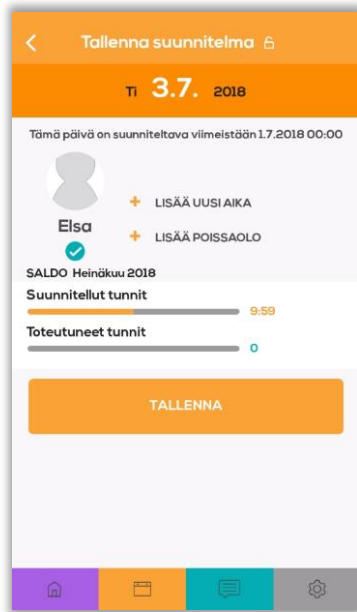 Tallenna suunnitelma
Ti 3.7. 2018
Tämä päivä on suunniteltava viimeistään 1.7.2018 00:00
+ LISÄÄ UUSI AIKA
Elsa
+ LISÄÄ POISSAOLO
SALDO Heinäkuu 2018
Suunnitellut tunnit
9:59
Toteutuneet tunnit
0
TALLENNA